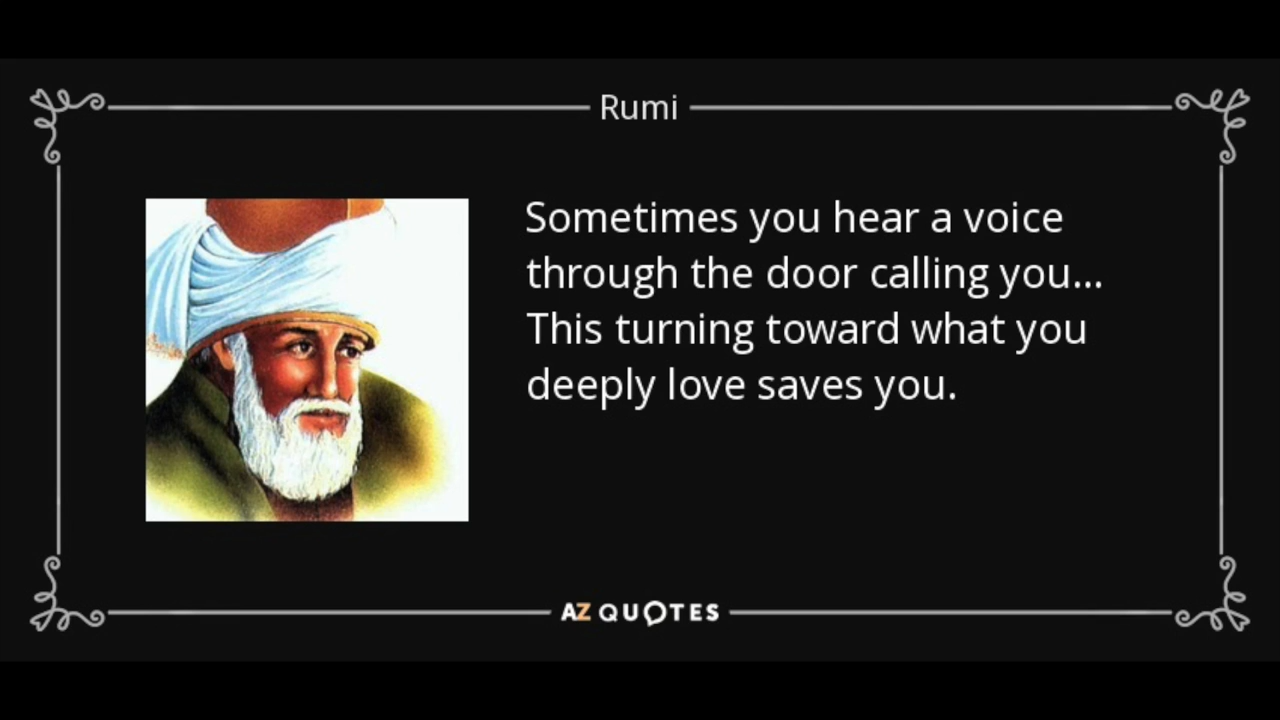 Rumi
Sometimes you hear a voice
through the door calling you...
This turning toward what you
deeply love saves you.
AZ QUOTES